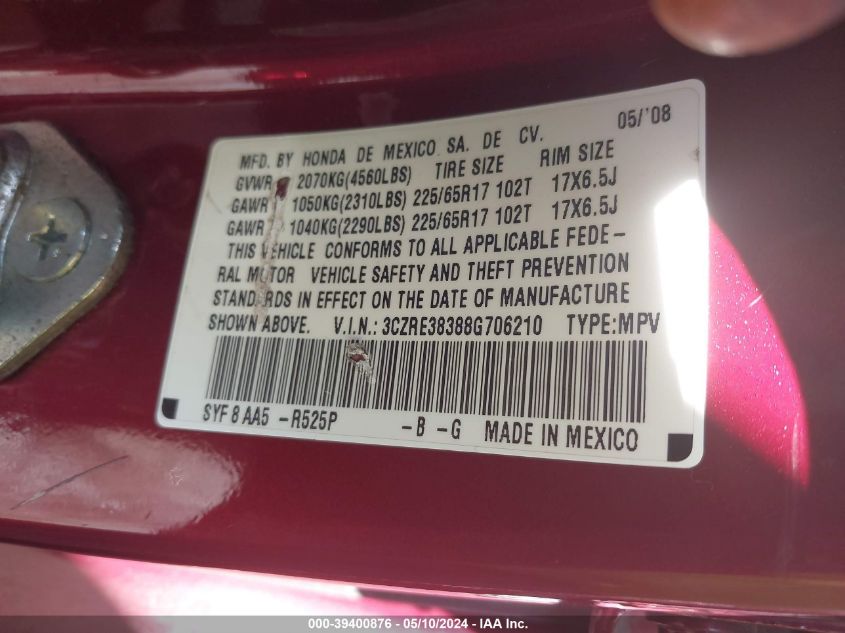 05/'08
MFD. BY HONDA DE MEXICO SA. DE CV.
GVWR 2070KG(4560LBS) TIRE SIZE RIM SIZE
GAWR 1050KG(2310LBS) 225/65R17 102T 17X6.5J
GAWR 1040KG(2290LBS) 225/65R17 102T 17X6.5J
THIS VEHICLE CONFORMS TO ALL APPLICABLE FEDE-
RAL MOTOR VEHICLE SAFETY AND THEFT PREVENTION
STANDARDS IN EFFECT ON THE DATE OF MANUFACTURE
SHOWN ABOVE. V.I.N.: 3CZRE38388G706210 TYPE:MPV
SYF 8 AA5 -R525P -B -G MADE IN MEXICO
000-39400876 - 05/10/2024 - IAA Inc.